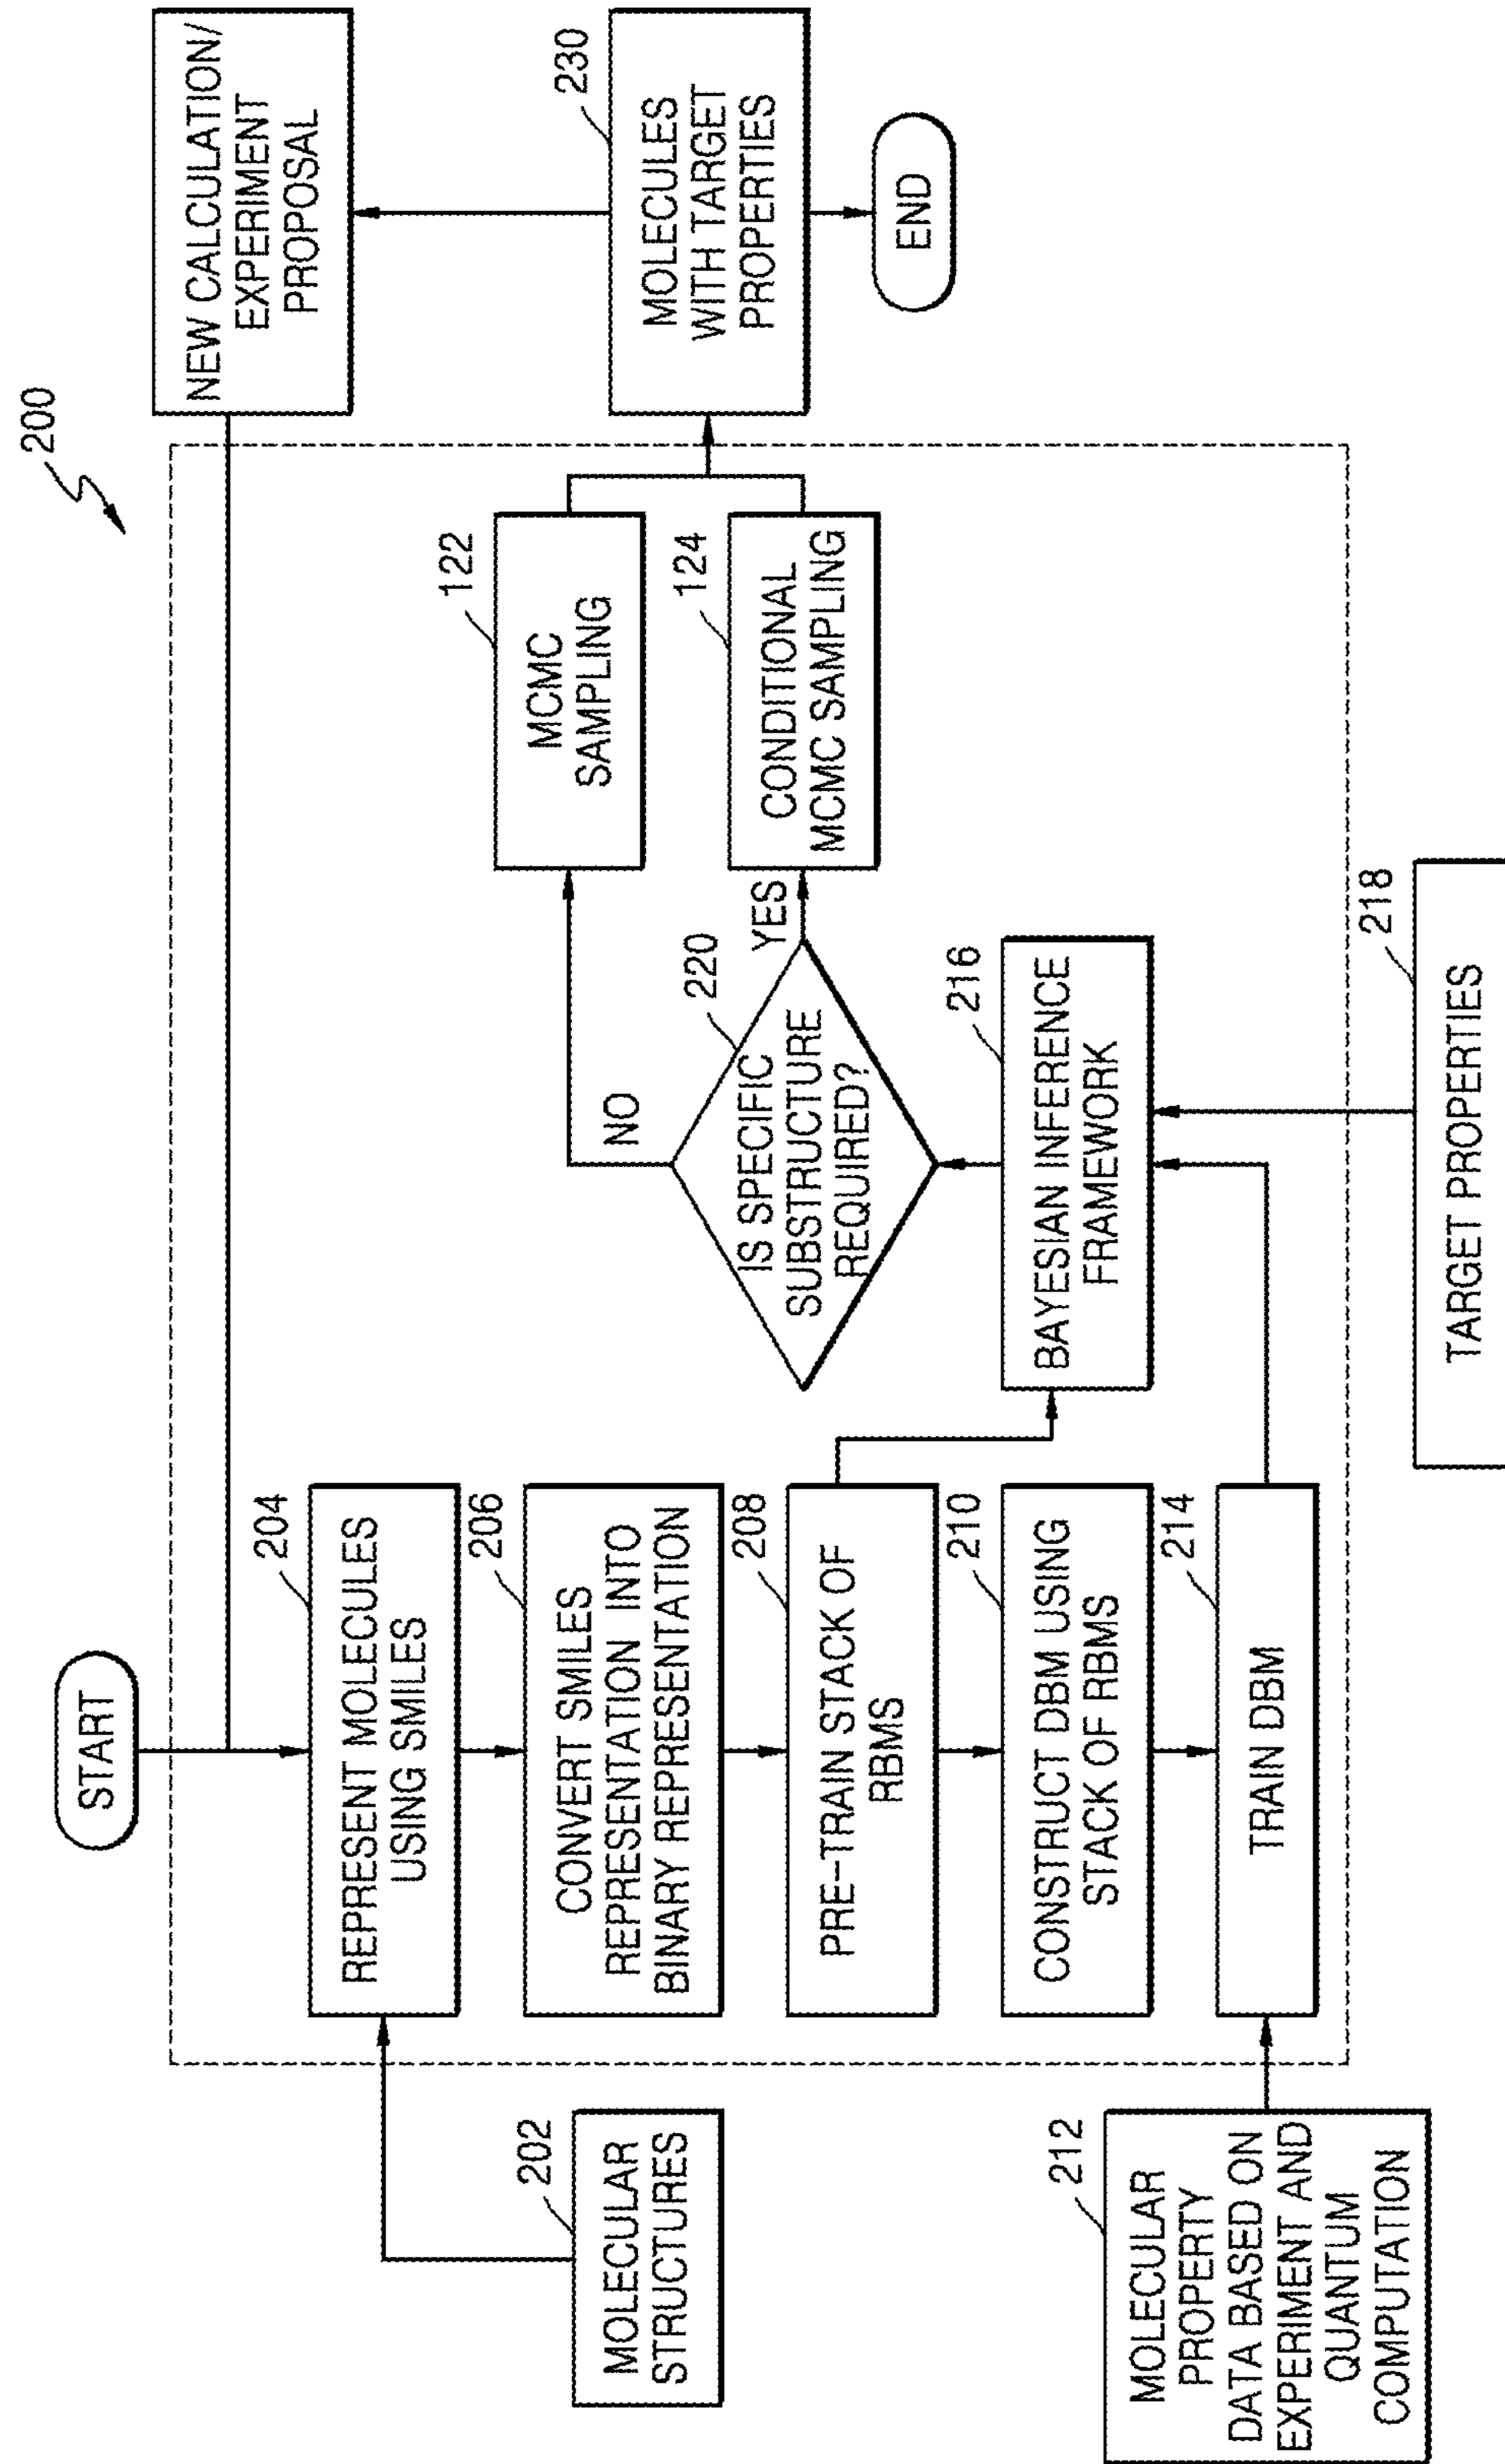 200
START
NEW CALCULATION/
EXPERIMENT
PROPOSAL
202
MOLECULAR
STRUCTURES
204
REPRESENT MOLECULES
USING SMILES
206
CONVERT SMILES
REPRESENTATION INTO
BINARY REPRESENTATION
208
PRE-TRAIN STACK OF
RBMS
210
CONSTRUCT DBM USING
STACK OF RBMS
212
MOLECULAR
PROPERTY
DATA BASED ON
EXPERIMENT AND
QUANTUM
COMPUTATION
214
TRAIN DBM
216
BAYESIAN INFERENCE
FRAMEWORK
218
TARGET PROPERTIES
220
IS SPECIFIC
SUBSTRUCTURE
REQUIRED?
NO
YES
122
MCMC
SAMPLING
124
CONDITIONAL
MCMC SAMPLING
230
MOLECULES
WITH TARGET
PROPERTIES
END